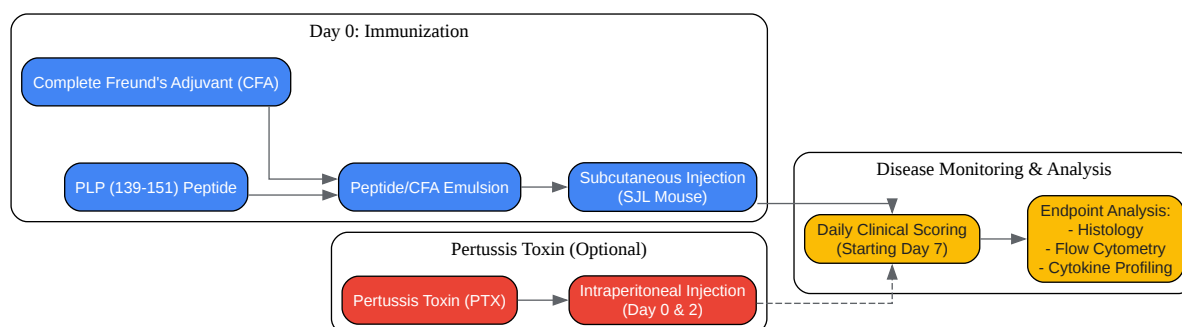 Day 0: Immunization
Complete Freund's Adjuvant (CFA)
PLP (139-151) Peptide
Peptide/CFA Emulsion
Subcutaneous Injection
(SJL Mouse)
Pertussis Toxin (Optional)
Pertussis Toxin (PTX)
Intraperitoneal Injection
(Day 0 & 2)
Disease Monitoring & Analysis
Daily Clinical Scoring
(Starting Day 7)
Endpoint Analysis:
- Histology
- Flow Cytometry
- Cytokine Profiling